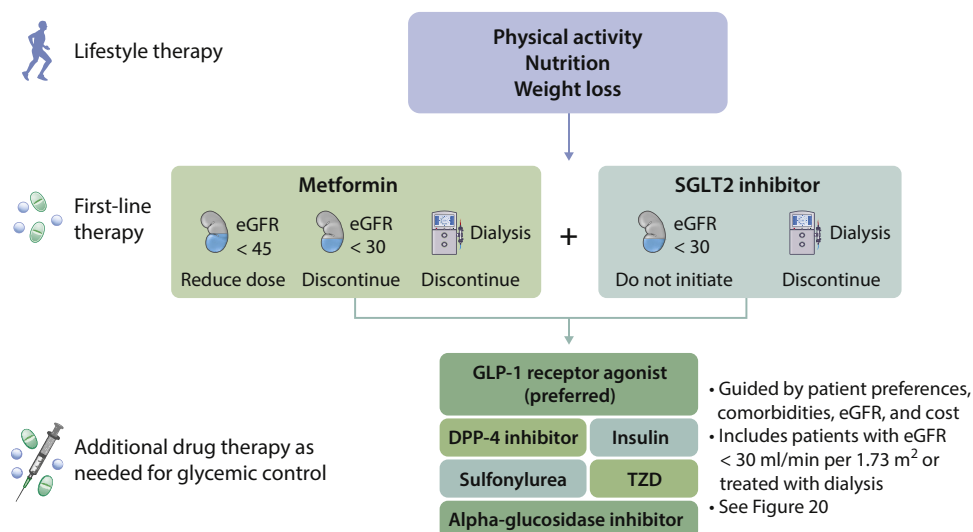 Lifestyle therapy
Physical activity
Nutrition
Weight loss
First-line
therapy
Metformin
eGFR
< 45
Reduce dose
eGFR
< 30
Discontinue
Dialysis
Discontinue
+
SGLT2 inhibitor
eGFR
< 30
Do not initiate
Dialysis
Discontinue
Additional drug therapy as
needed for glycemic control
GLP-1 receptor agonist
(preferred)
DPP-4 inhibitor
Insulin
Sulfonylurea
TZD
Alpha-glucosidase inhibitor
• Guided by patient preferences,
comorbidities, eGFR, and cost
• Includes patients with eGFR
< 30 ml/min per 1.73 m² or
treated with dialysis
• See Figure 20